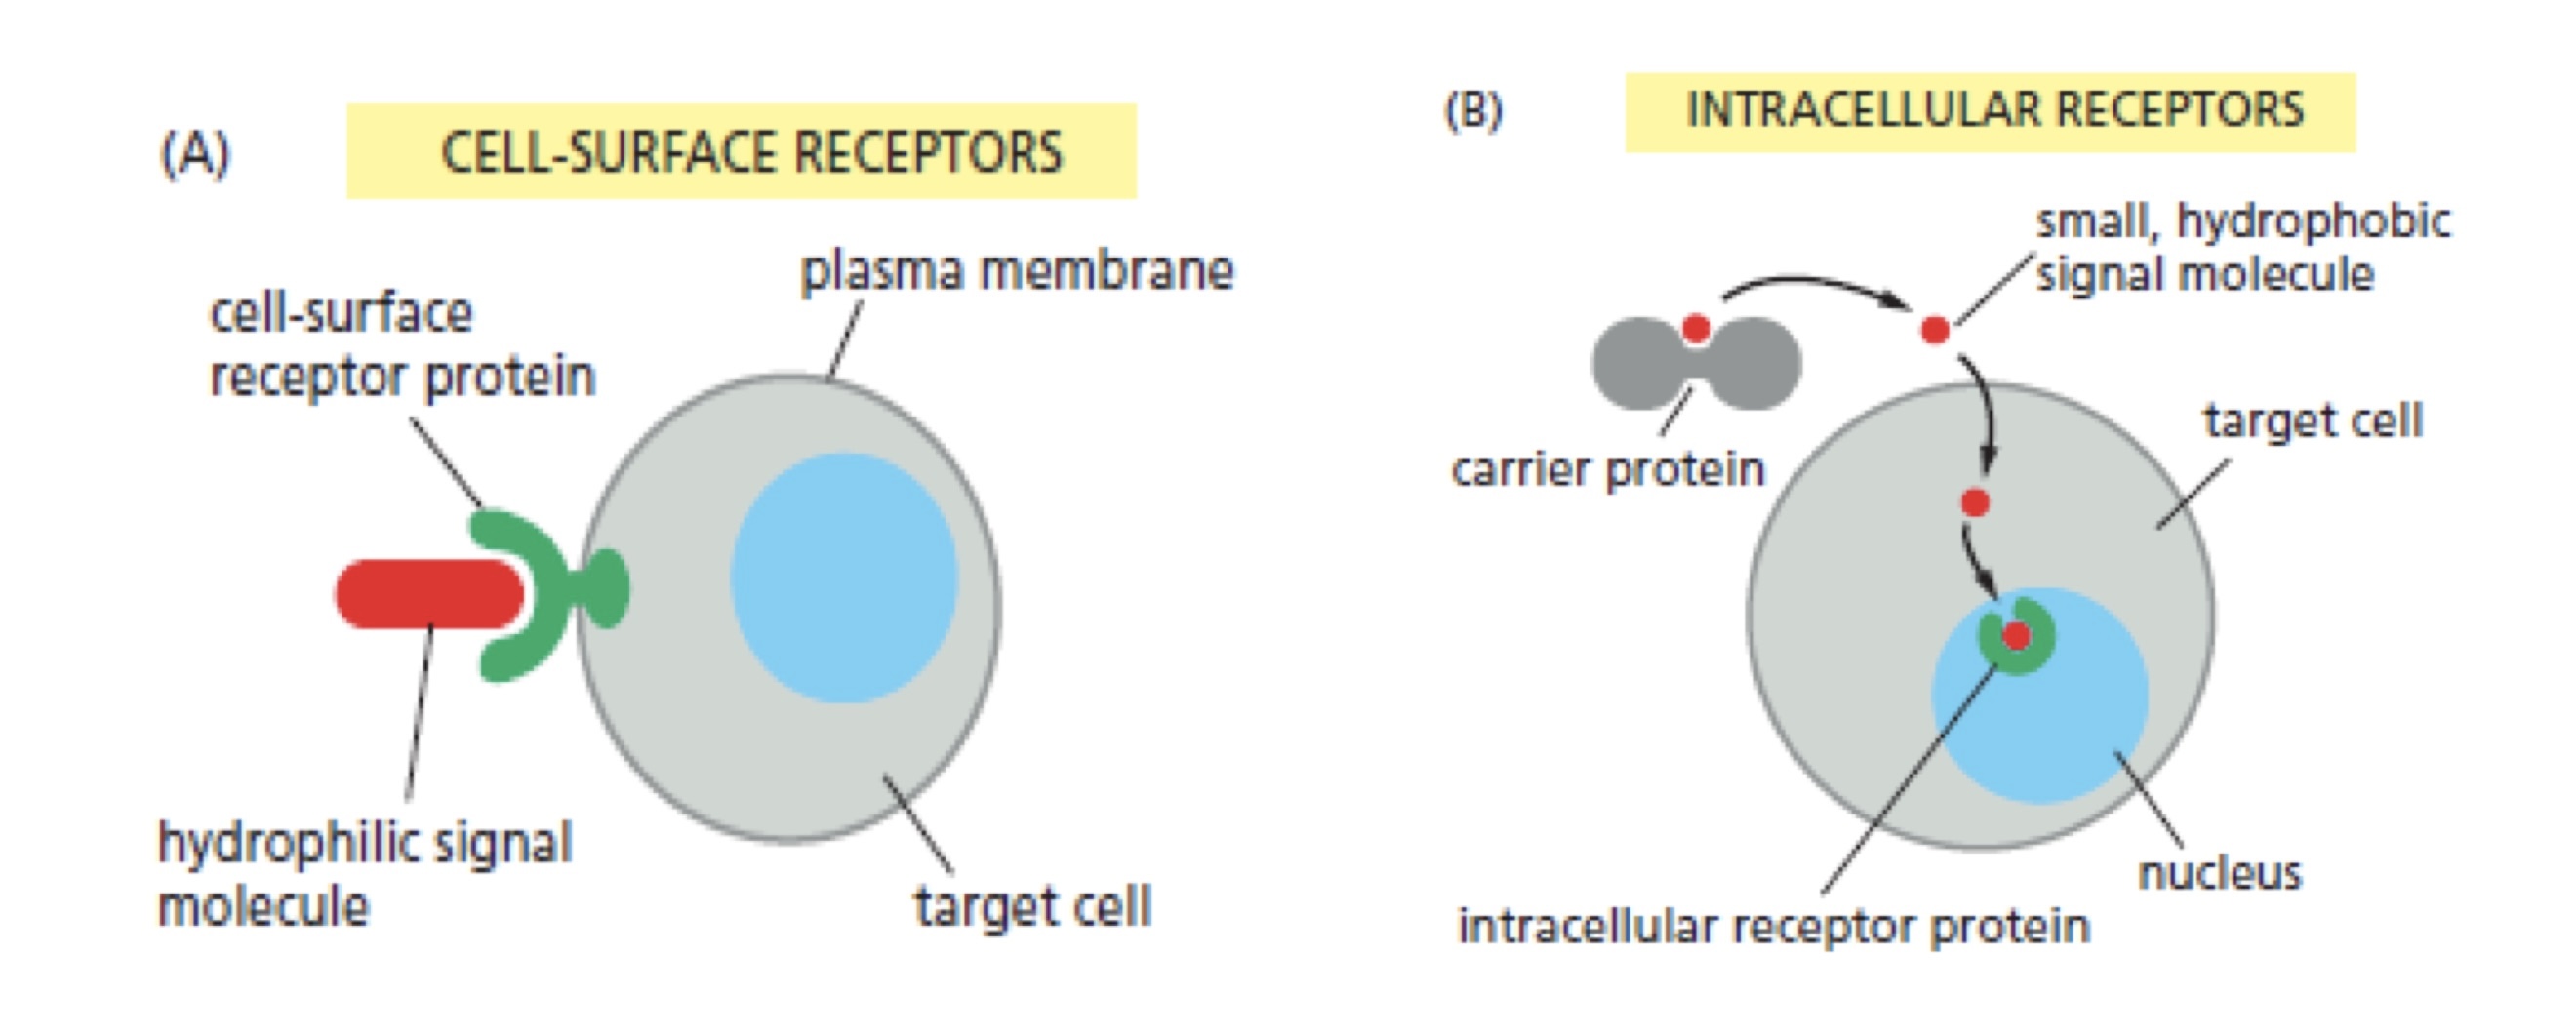 (A)
CELL-SURFACE RECEPTORS
plasma membrane
cell-surface
receptor protein
hydrophilic signal
molecule
target cell
(B)
INTRACELLULAR RECEPTORS
small, hydrophobic
signal molecule
carrier protein
target cell
nucleus
intracellular receptor protein